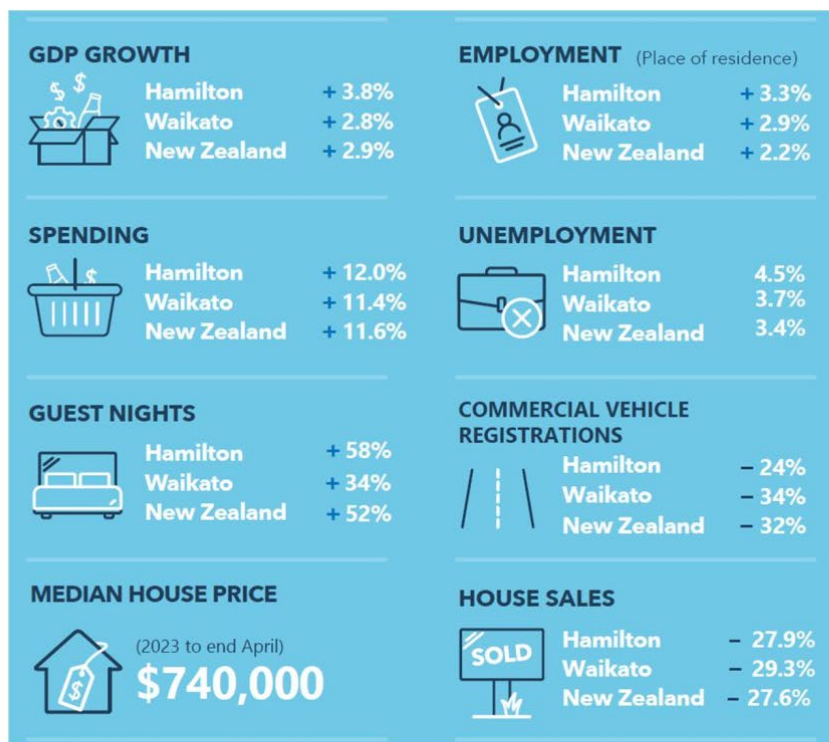 GDP GROWTH
$ $
Hamilton + 3.8%
Waikato + 2.8%
New Zealand + 2.9%
EMPLOYMENT (Place of residence)
Hamilton + 3.3%
Waikato + 2.9%
New Zealand + 2.2%
SPENDING
$
Hamilton + 12.0%
Waikato + 11.4%
New Zealand + 11.6%
UNEMPLOYMENT
Hamilton 4.5%
Waikato 3.7%
New Zealand 3.4%
GUEST NIGHTS
Hamilton + 58%
Waikato + 34%
New Zealand + 52%
COMMERCIAL VEHICLE
REGISTRATIONS
Hamilton – 24%
Waikato – 34%
New Zealand – 32%
MEDIAN HOUSE PRICE
(2023 to end April)
$
$740,000
HOUSE SALES
SOLD
Hamilton – 27.9%
Waikato – 29.3%
New Zealand – 27.6%